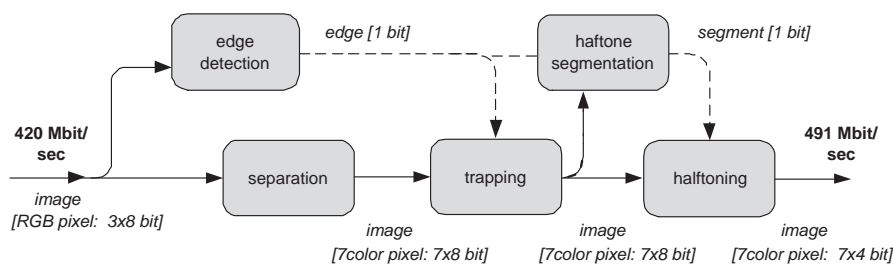 edge
detection
edge [1 bit]
haftone
segmentation
segment [1 bit]
420 Mbit/
sec
image
[RGB pixel:  3x8 bit]
separation
image
[7color pixel: 7x8 bit]
trapping
image
[7color pixel: 7x8 bit]
halftoning
491 Mbit/
sec
image
[7color pixel:  7x4 bit]